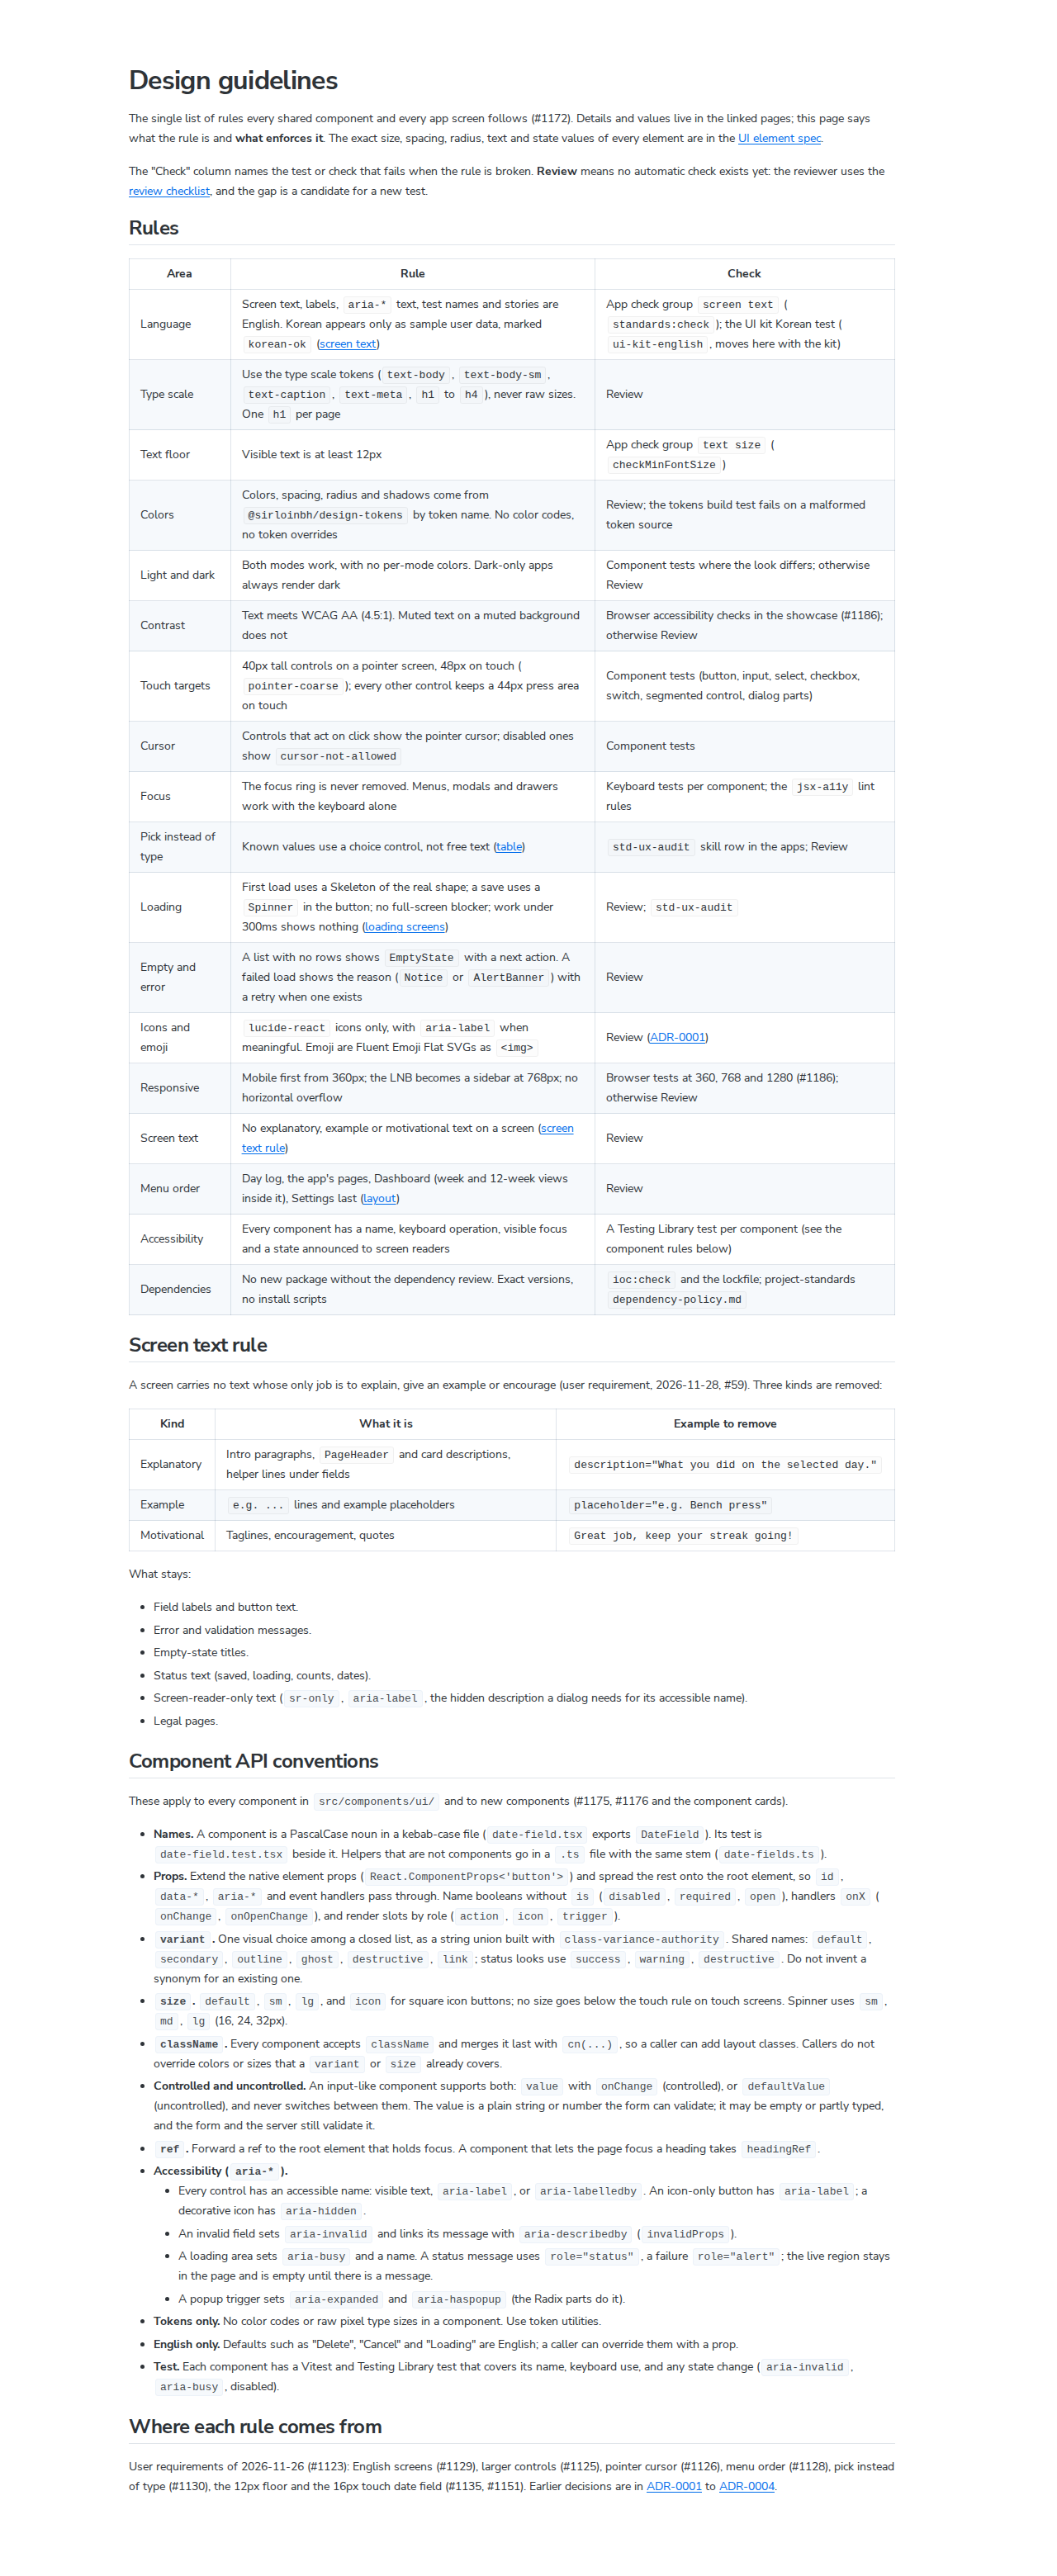 Design guidelines
The single list of rules every shared component and every app screen follows (#1172). Details and values live in the linked pages; this page says
what the rule is and what enforces it. The exact size, spacing, radius, text and state values of every element are in the UI element spec.
The "Check" column names the test or check that fails when the rule is broken. Review means no automatic check exists yet: the reviewer uses the
review checklist, and the gap is a candidate for a new test.
Rules
Area Rule Check
Language
Screen text, labels, aria-* text, test names and stories are
English. Korean appears only as sample user data, marked
korean-ok (screen text)
App check group screen text (
standards:check ); the UI kit Korean test (
ui-kit-english , moves here with the kit)
Type scale
Use the type scale tokens ( text-body , text-body-sm ,
text-caption , text-meta , h1 to h4 ), never raw sizes.
One h1 per page
Review
Text floor
Visible text is at least 12px
App check group text size (
checkMinFontSize )
Colors
Colors, spacing, radius and shadows come from
@sirloinbh/design-tokens by token name. No color codes,
no token overrides
Review; the tokens build test fails on a malformed
token source
Light and dark
Both modes work, with no per-mode colors. Dark-only apps
always render dark
Component tests where the look differs; otherwise
Review
Contrast
Text meets WCAG AA (4.5:1). Muted text on a muted background
does not
Browser accessibility checks in the showcase (#1186);
otherwise Review
Touch targets
40px tall controls on a pointer screen, 48px on touch (
pointer-coarse ); every other control keeps a 44px press area
on touch
Component tests (button, input, select, checkbox,
switch, segmented control, dialog parts)
Cursor
Controls that act on click show the pointer cursor; disabled ones
show cursor-not-allowed
Component tests
Focus
The focus ring is never removed. Menus, modals and drawers
work with the keyboard alone
Keyboard tests per component; the jsx-a11y lint
rules
Pick instead of
type
Known values use a choice control, not free text (table)
std-ux-audit skill row in the apps; Review
Loading
First load uses a Skeleton of the real shape; a save uses a
Spinner in the button; no full-screen blocker; work under
300ms shows nothing (loading screens)
Review; std-ux-audit
Empty and
error
A list with no rows shows EmptyState with a next action. A
failed load shows the reason ( Notice or AlertBanner ) with
a retry when one exists
Review
Icons and
emoji
lucide-react icons only, with aria-label when
meaningful. Emoji are Fluent Emoji Flat SVGs as <img>
Review (ADR-0001)
Responsive
Mobile first from 360px; the LNB becomes a sidebar at 768px; no
horizontal overflow
Browser tests at 360, 768 and 1280 (#1186);
otherwise Review
Screen text
No explanatory, example or motivational text on a screen (screen
text rule)
Review
Menu order
Day log, the app's pages, Dashboard (week and 12-week views
inside it), Settings last (layout)
Review
Accessibility
Every component has a name, keyboard operation, visible focus
and a state announced to screen readers
A Testing Library test per component (see the
component rules below)
Dependencies
No new package without the dependency review. Exact versions,
no install scripts
ioc:check and the lockfile; project-standards
dependency-policy.md
Screen text rule
A screen carries no text whose only job is to explain, give an example or encourage (user requirement, 2026-11-28, #59). Three kinds are removed:
Kind What it is Example to remove
Explanatory
Intro paragraphs, PageHeader and card descriptions,
helper lines under fields
description="What you did on the selected day."
Example e.g. ... lines and example placeholders placeholder="e.g. Bench press"
Motivational Taglines, encouragement, quotes Great job, keep your streak going!
What stays:
• Field labels and button text.
• Error and validation messages.
• Empty-state titles.
• Status text (saved, loading, counts, dates).
• Screen-reader-only text ( sr-only , aria-label , the hidden description a dialog needs for its accessible name).
• Legal pages.
Component API conventions
These apply to every component in src/components/ui/ and to new components (#1175, #1176 and the component cards).
• Names. A component is a PascalCase noun in a kebab-case file ( date-field.tsx exports DateField ). Its test is
date-field.test.tsx beside it. Helpers that are not components go in a .ts file with the same stem ( date-fields.ts ).
• Props. Extend the native element props ( React.ComponentProps<'button'> ) and spread the rest onto the root element, so id ,
data-* , aria-* and event handlers pass through. Name booleans without is ( disabled , required , open ), handlers onX (
onChange , onOpenChange ), and render slots by role ( action , icon , trigger ).
• variant . One visual choice among a closed list, as a string union built with class-variance-authority . Shared names: default ,
secondary , outline , ghost , destructive , link ; status looks use success , warning , destructive . Do not invent a
synonym for an existing one.
• size . default , sm , lg , and icon for square icon buttons; no size goes below the touch rule on touch screens. Spinner uses sm ,
md , lg (16, 24, 32px).
• className . Every component accepts className and merges it last with cn(...) , so a caller can add layout classes. Callers do not
override colors or sizes that a variant or size already covers.
• Controlled and uncontrolled. An input-like component supports both: value with onChange (controlled), or defaultValue
(uncontrolled), and never switches between them. The value is a plain string or number the form can validate; it may be empty or partly typed,
and the form and the server still validate it.
• ref . Forward a ref to the root element that holds focus. A component that lets the page focus a heading takes headingRef .
• Accessibility ( aria-* ).
• Every control has an accessible name: visible text, aria-label , or aria-labelledby . An icon-only button has aria-label ; a
decorative icon has aria-hidden .
• An invalid field sets aria-invalid and links its message with aria-describedby ( invalidProps ).
• A loading area sets aria-busy and a name. A status message uses role="status" , a failure role="alert" ; the live region stays
in the page and is empty until there is a message.
• A popup trigger sets aria-expanded and aria-haspopup (the Radix parts do it).
• Tokens only. No color codes or raw pixel type sizes in a component. Use token utilities.
• English only. Defaults such as "Delete", "Cancel" and "Loading" are English; a caller can override them with a prop.
• Test. Each component has a Vitest and Testing Library test that covers its name, keyboard use, and any state change ( aria-invalid ,
aria-busy , disabled).
Where each rule comes from
User requirements of 2026-11-26 (#1123): English screens (#1129), larger controls (#1125), pointer cursor (#1126), menu order (#1128), pick instead
of type (#1130), the 12px floor and the 16px touch date field (#1135, #1151). Earlier decisions are in ADR-0001 to ADR-0004.